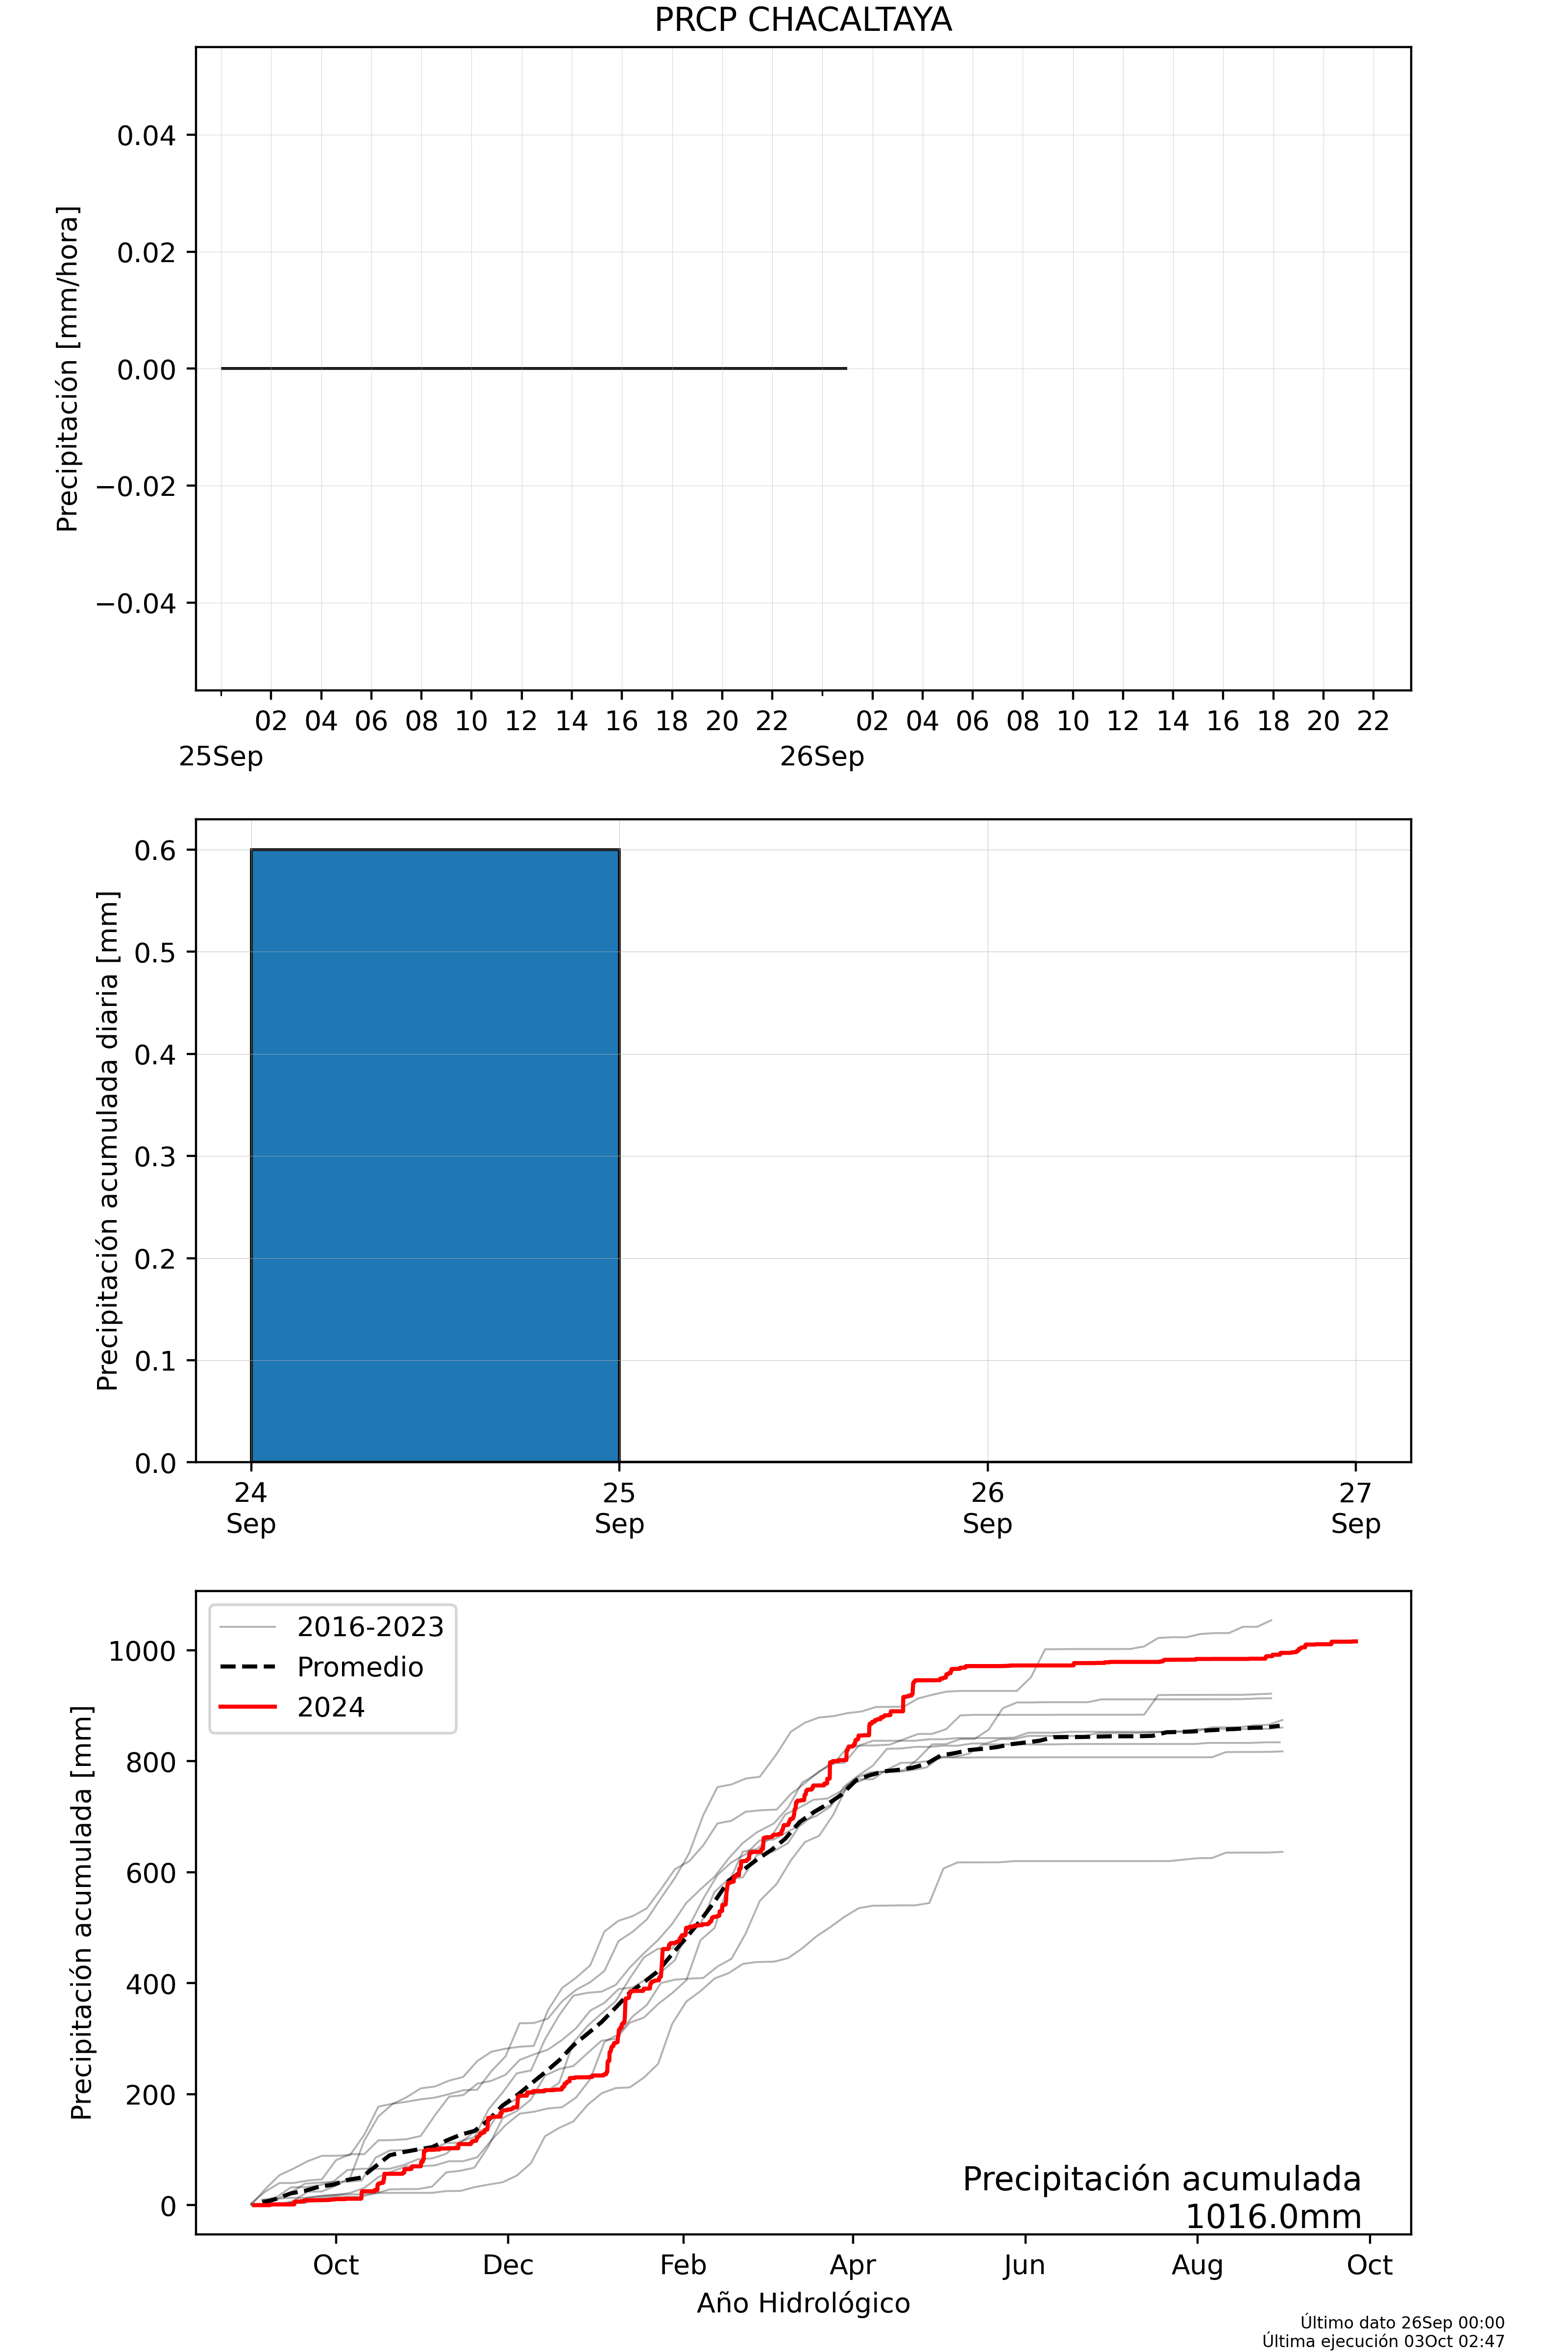 PRCP CHACALTAYA
Precipitación [mm/hora]
0.04
0.02
0.00
−0.02
−0.04
02 04 06 08 10 12 14 16 18 20 22 02 04 06 08 10 12 14 16 18 20 22
25Sep 26Sep
Precipitación acumulada diaria [mm]
0.6
0.5
0.4
0.3
0.2
0.1
0.0
24 25 26 27
Sep Sep Sep Sep
Precipitación acumulada [mm]
1000
800
600
400
200
0
2016-2023
Promedio
2024
Precipitación acumulada
1016.0mm
Oct Dec Feb Apr Jun Aug Oct
Año Hidrológico
Último dato 26Sep 00:00
Última ejecución 03Oct 02:47